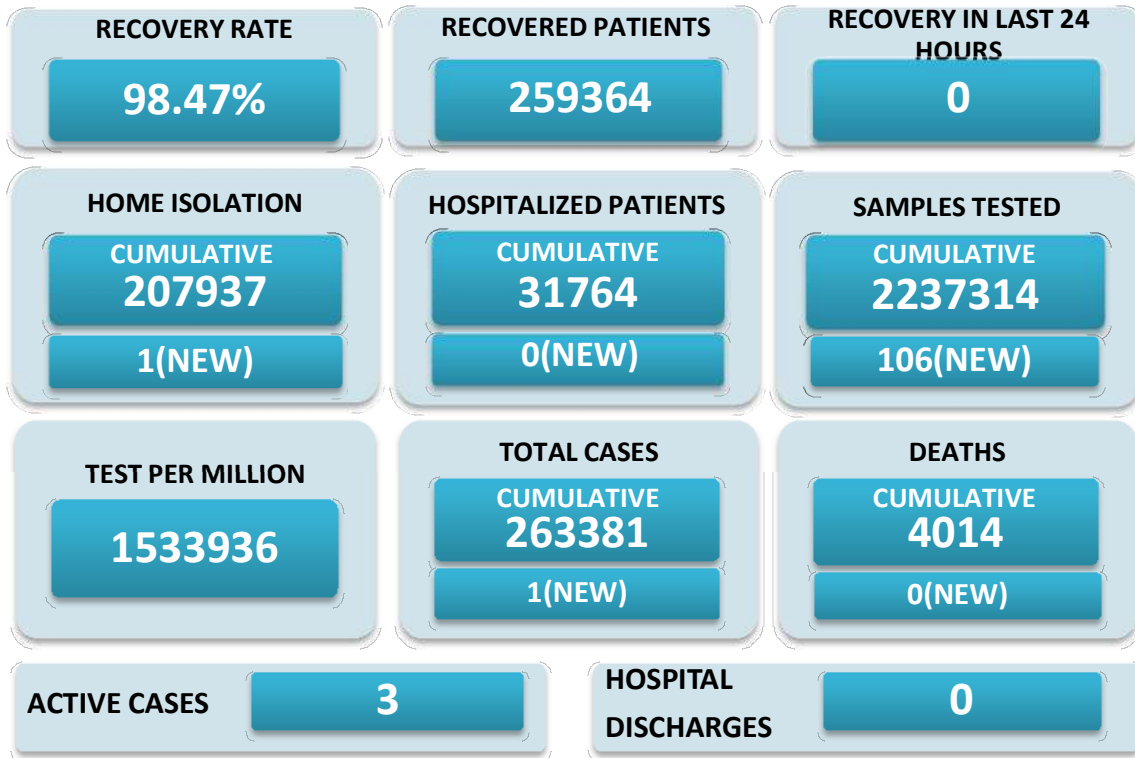 RECOVERY RATE
98.47%
RECOVERED PATIENTS
259364
RECOVERY IN LAST 24
HOURS
0
HOME ISOLATION
CUMULATIVE
207937
1(NEW)
HOSPITALIZED PATIENTS
CUMULATIVE
31764
0(NEW)
SAMPLES TESTED
CUMULATIVE
2237314
106(NEW)
TEST PER MILLION
1533936
TOTAL CASES
CUMULATIVE
263381
1(NEW)
DEATHS
CUMULATIVE
4014
0(NEW)
ACTIVE CASES
3
HOSPITAL
DISCHARGES
0